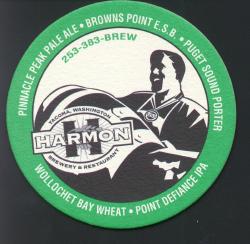 PINNACLE PEAK PALE ALE • BROWNS POINT E.S.B. • PUGET SOUND PORTER
253-383-BREW
TACOMA, WASHINGTON
HARMON
BREWERY & RESTAURANT
WOLLOCHET BAY WHEAT • POINT DEFIANCE IPA